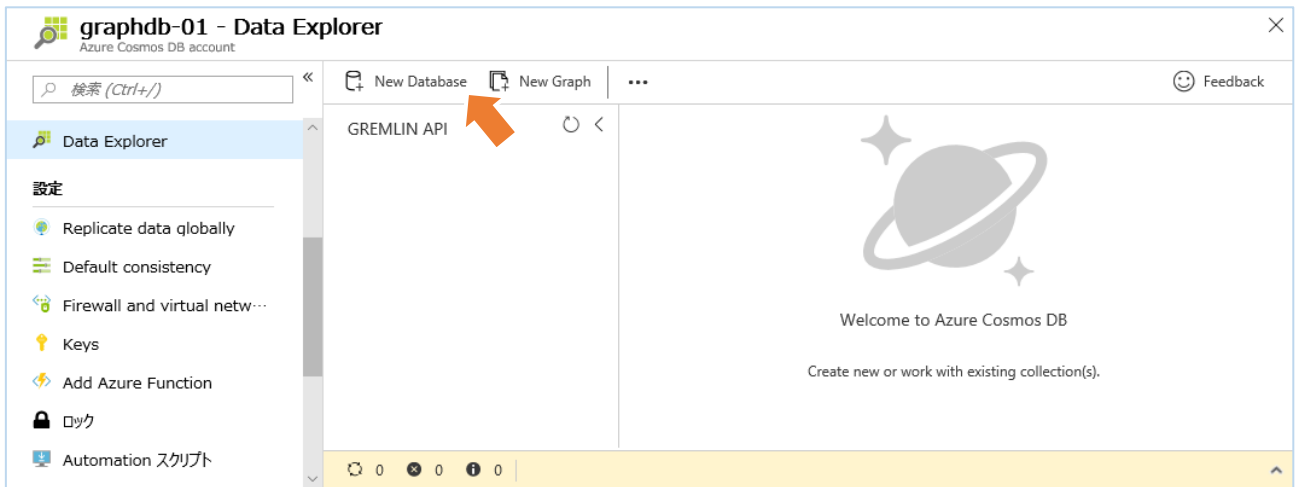 graphdb-01 - Data Explorer
Azure Cosmos DB account
検索 (Ctrl+/)
Data Explorer
設定
Replicate data globally
Default consistency
Firewall and virtual netw…
Keys
Add Azure Function
ロック
Automation スクリプト
New Database New Graph ••• Feedback
GREMLIN API
Welcome to Azure Cosmos DB
Create new or work with existing collection(s).
0 0 0